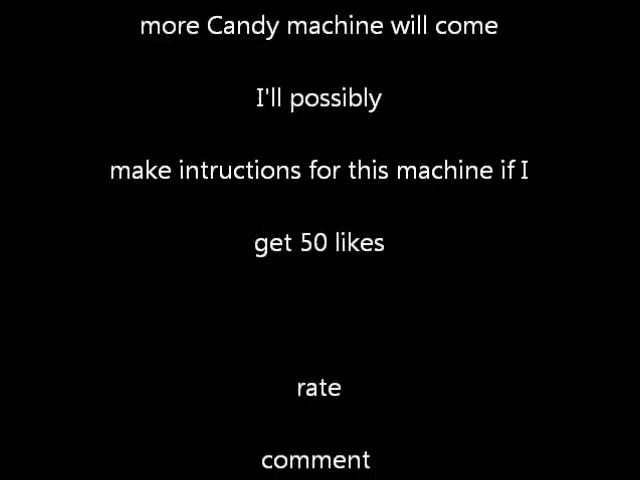 more Candy machine will come
I'll possibly
make intructions for this machine if I
get 50 likes
rate
comment